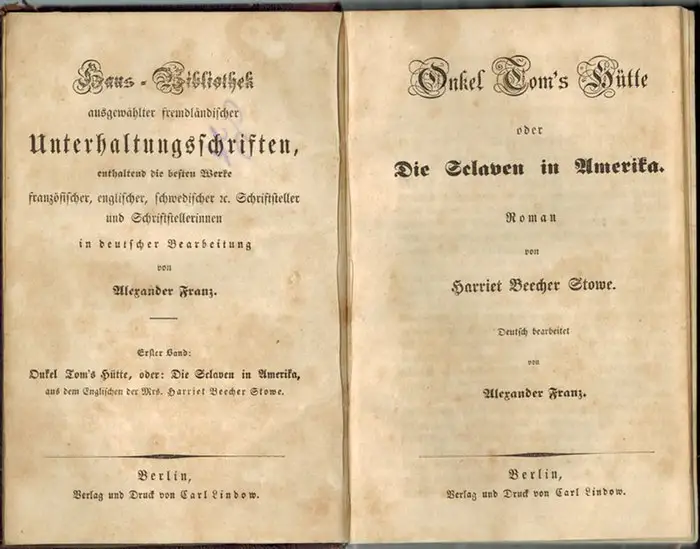 Haus-Bibliothek
ausgewählter fremdländischer
Unterhaltungsschriften,
enthaltend die besten Werke
französischer, englischer, schwedischer ꝛc. Schriftsteller
und Schriftstellerinnen
in deutscher Bearbeitung
von
Alexander Franz.
Erster Band:
Onkel Tom's Hütte, oder: Die Sclaven in Amerika,
aus dem Englischen der Mrs. Harriet Beecher Stowe.
Berlin,
Verlag und Druck von Carl Lindow.
Onkel Tom's Hütte
oder
Die Sclaven in Amerika.
Roman
von
Harriet Beecher Stowe.
Deutsch bearbeitet
von
Alexander Franz.
Berlin,
Verlag und Druck von Carl Lindow.